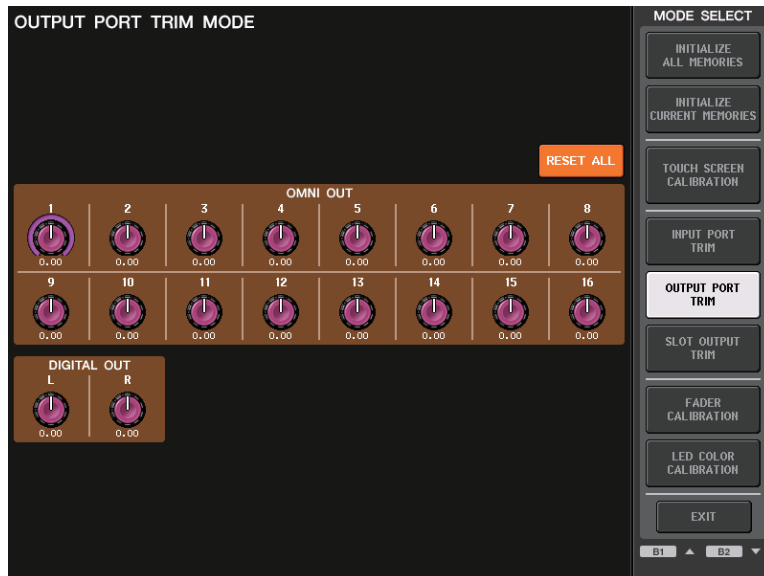 OUTPUT PORT TRIM MODE
RESET ALL
OMNI OUT
1 2 3 4 5 6 7 8
0.00 0.00 0.00 0.00 0.00 0.00 0.00 0.00
9 10 11 12 13 14 15 16
0.00 0.00 0.00 0.00 0.00 0.00 0.00 0.00
DIGITAL OUT
L R
0.00 0.00
MODE SELECT
INITIALIZE
ALL MEMORIES
INITIALIZE
CURRENT MEMORIES
TOUCH SCREEN
CALIBRATION
INPUT PORT
TRIM
OUTPUT PORT
TRIM
SLOT OUTPUT
TRIM
FADER
CALIBRATION
LED COLOR
CALIBRATION
EXIT
B1 ▲ B2 ▼